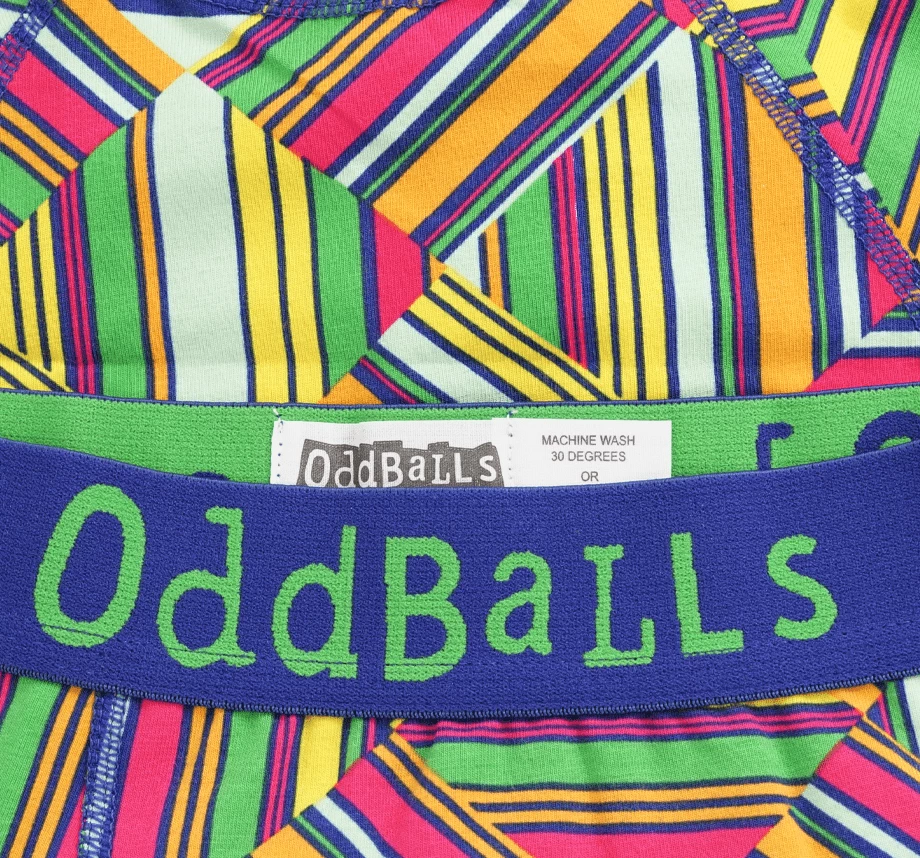 OddBaLLs
MACHINE WASH
30 DEGREES
OR
OddBaLLs